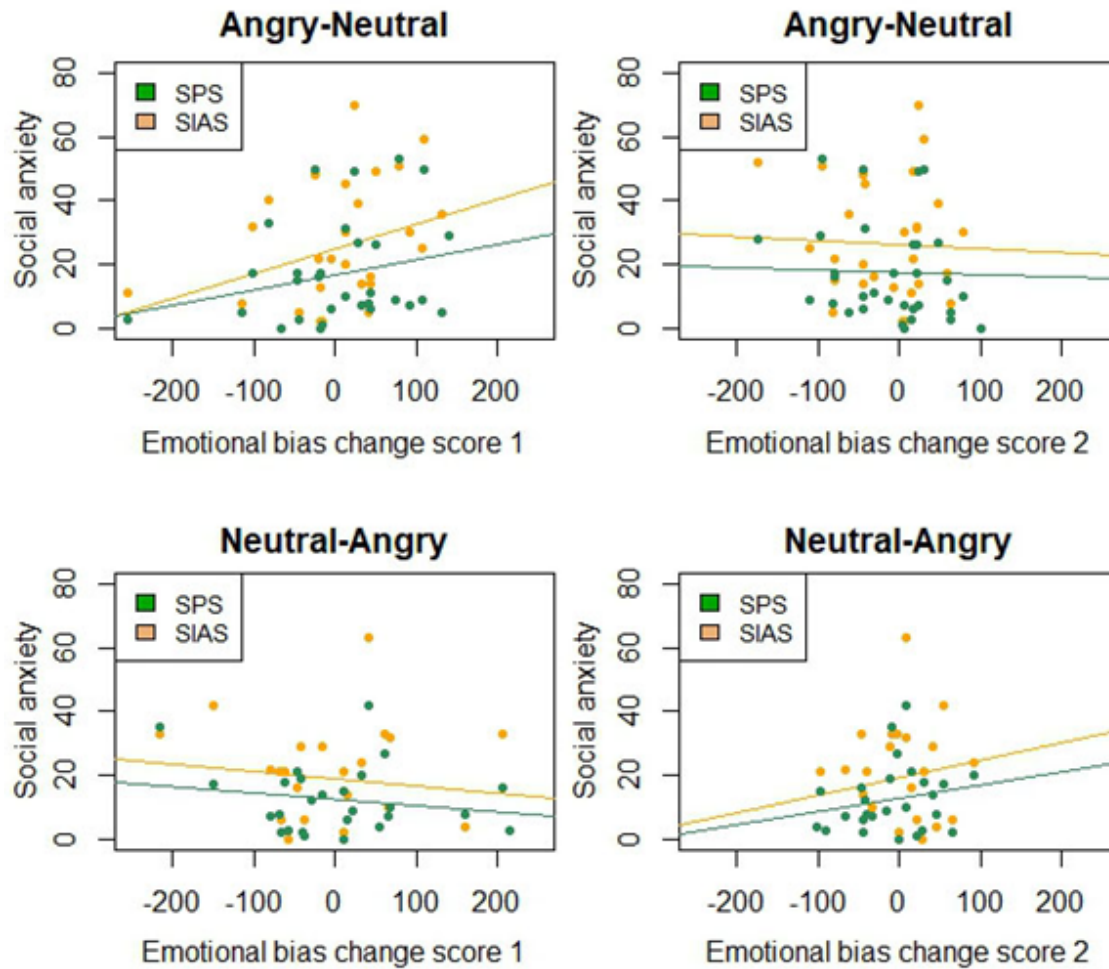 Angry-Neutral
Social anxiety
0 20 40 60 80
SPS
SIAS
-200 -100 0 100 200
Emotional bias change score 1
Angry-Neutral
Social anxiety
0 20 40 60 80
SPS
SIAS
-200 -100 0 100 200
Emotional bias change score 2
Neutral-Angry
Social anxiety
0 20 40 60 80
SPS
SIAS
-200 -100 0 100 200
Emotional bias change score 1
Neutral-Angry
Social anxiety
0 20 40 60 80
SPS
SIAS
-200 -100 0 100 200
Emotional bias change score 2